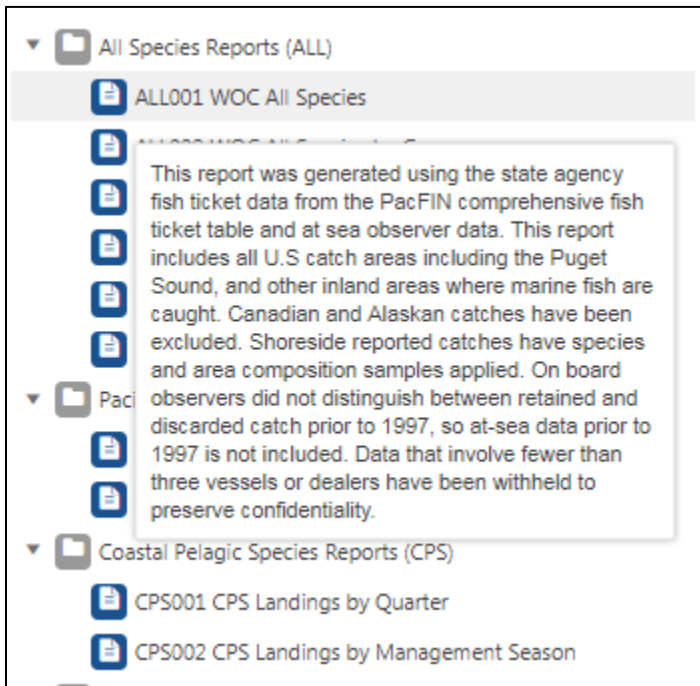 All Species Reports (ALL)
ALL001 WOC All Species
This report was generated using the state agency
fish ticket data from the PacFIN comprehensive fish
ticket table and at sea observer data. This report
includes all U.S catch areas including the Puget
Sound, and other inland areas where marine fish are
caught. Canadian and Alaskan catches have been
excluded. Shoreside reported catches have species
and area composition samples applied. On board
observers did not distinguish between retained and
discarded catch prior to 1997, so at-sea data prior to
1997 is not included. Data that involve fewer than
three vessels or dealers have been withheld to
preserve confidentiality.
Paci
Coastal Pelagic Species Reports (CPS)
CPS001 CPS Landings by Quarter
CPS002 CPS Landings by Management Season